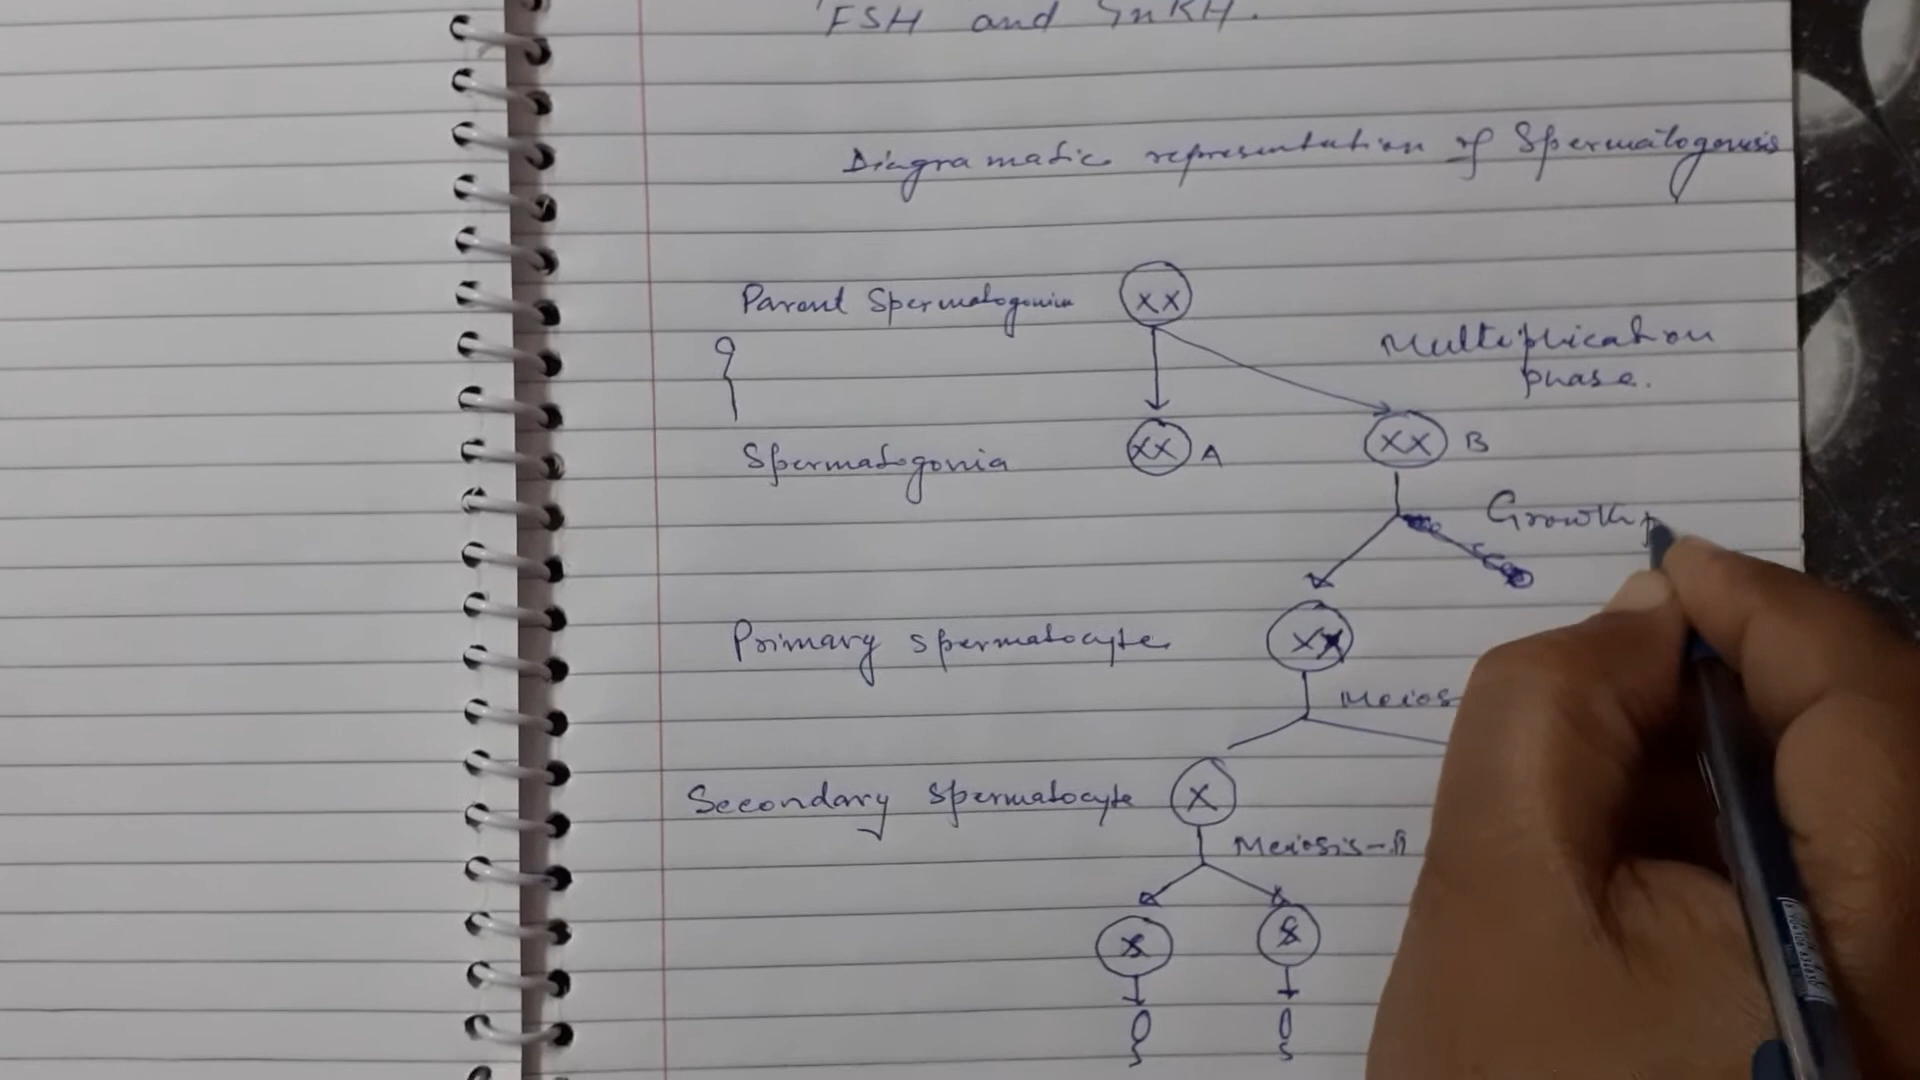 FSH and GnRH.
Diagramatic representation of Spermatogenesis
Parent Spermatogonia XX
Multiplication
phase.
Spermatogonia XX A XX B
Growth p
Primary spermatocyte XX
Meios
Secondary spermatocyte X
Meiosis-II
X X